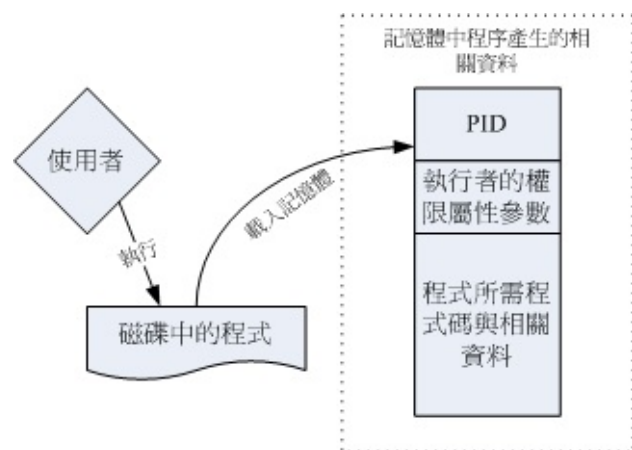 記憶體中程序產生的相
關資料
PID
使用者
執行者的權
限屬性參數
載入記憶體
執行
程式所需程
式碼與相關
資料
磁碟中的程式